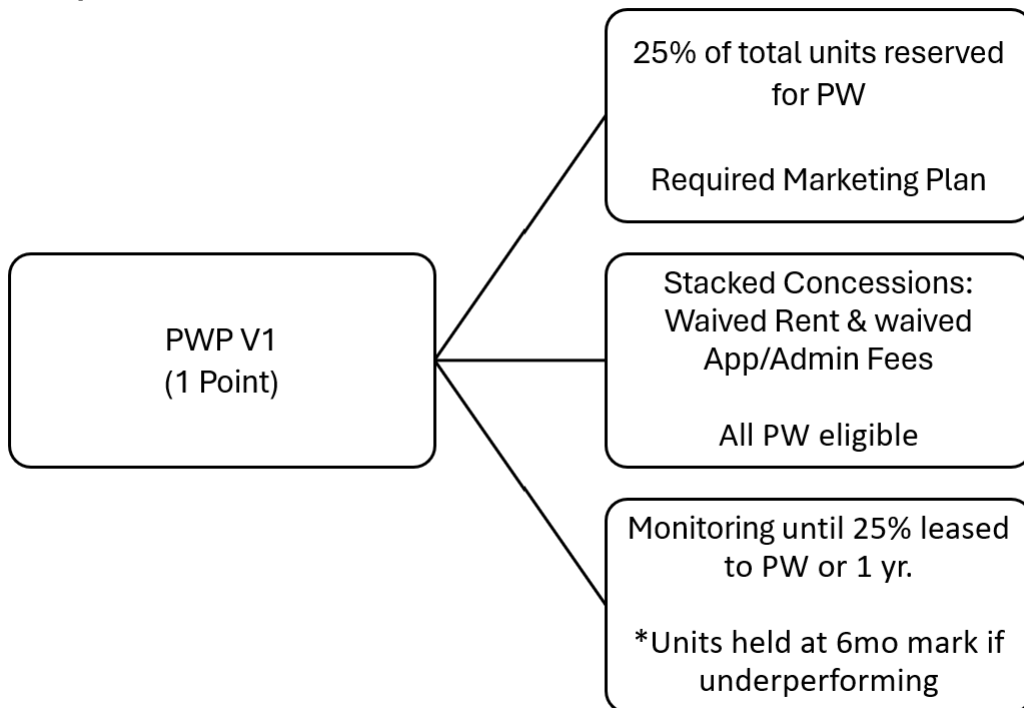 PWP V1
(1 Point)
25% of total units reserved
for PW
Required Marketing Plan
Stacked Concessions:
Waived Rent & waived
App/Admin Fees
All PW eligible
Monitoring until 25% leased
to PW or 1 yr.
*Units held at 6mo mark if
underperforming